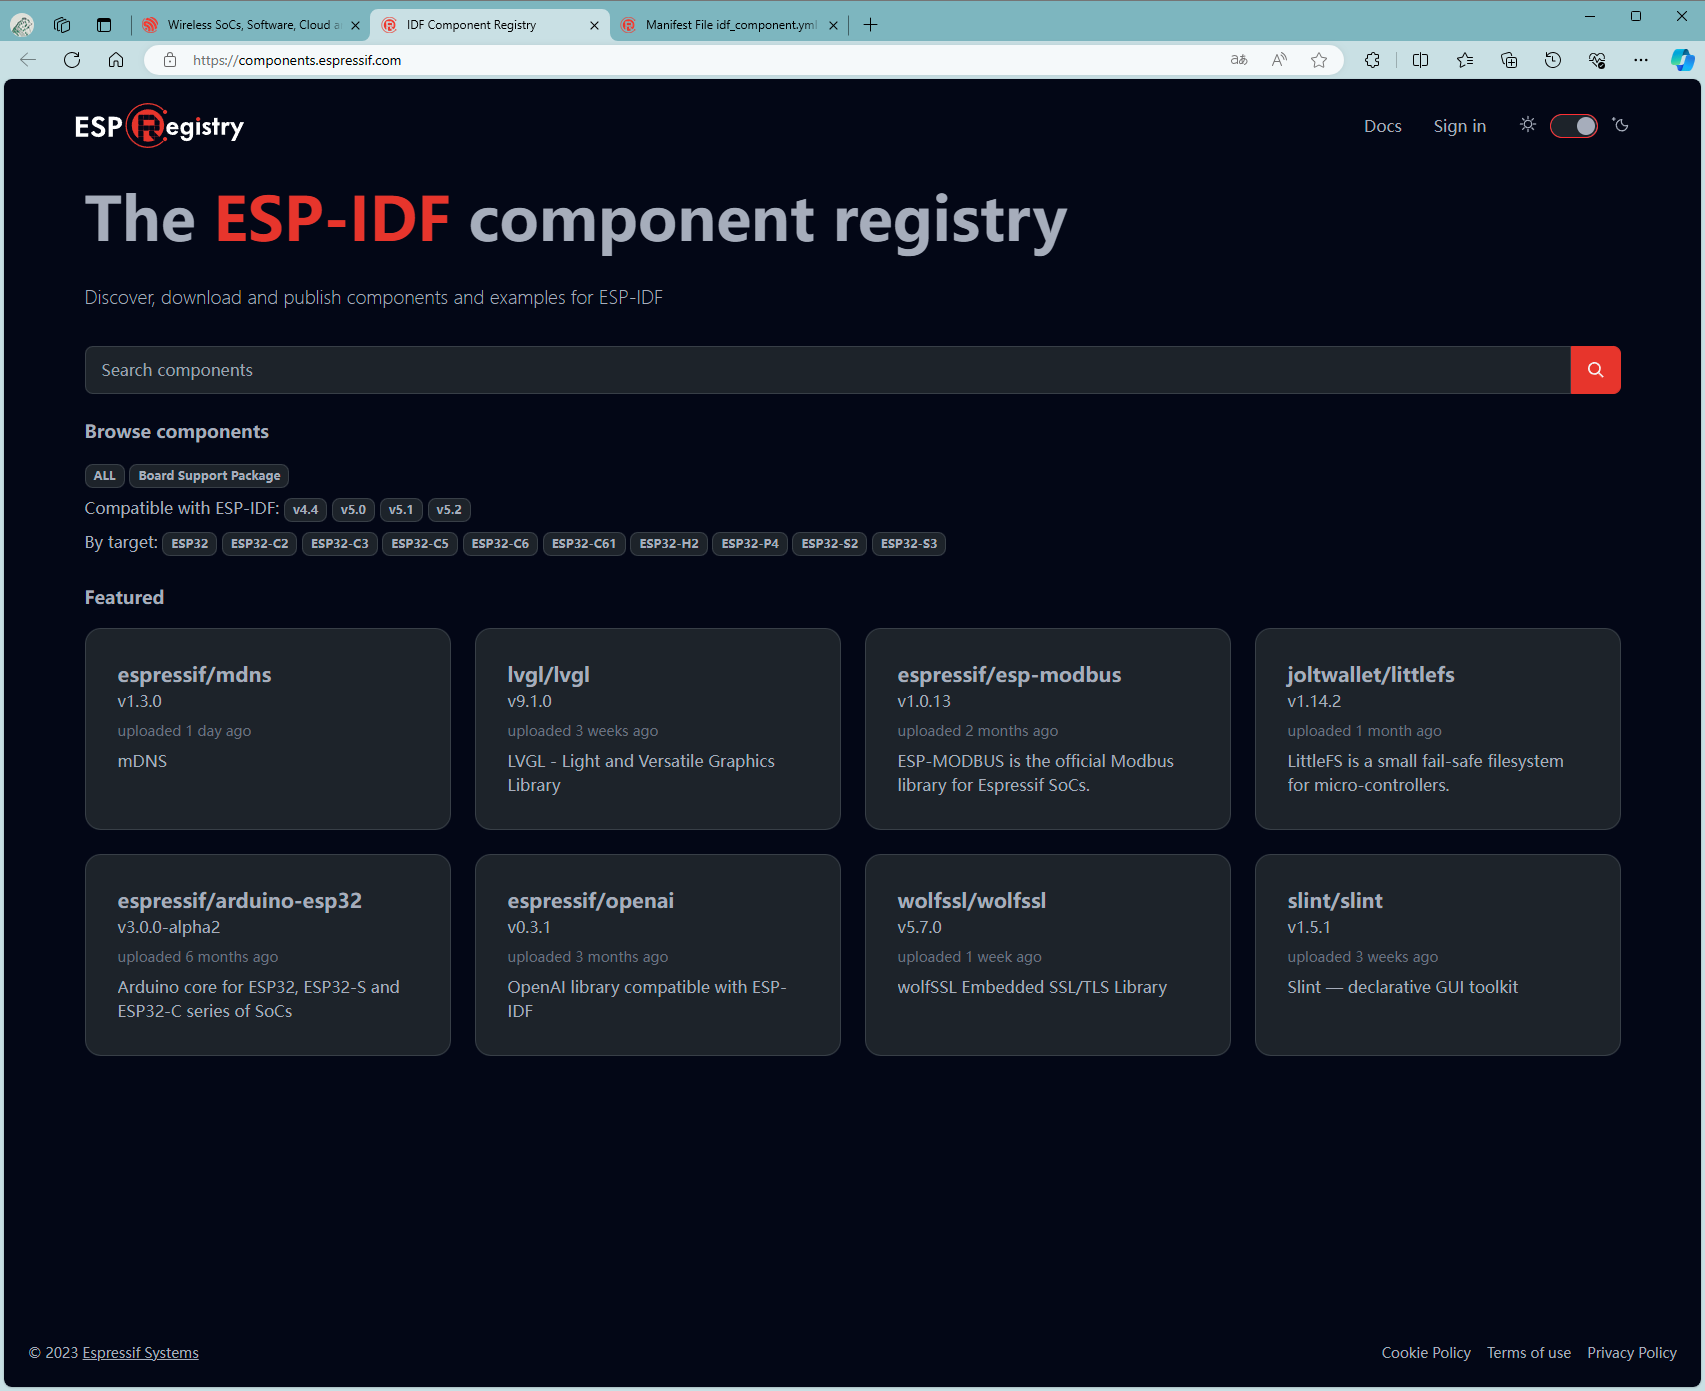 Wireless SoCs, Software, Cloud a
IDF Component Registry
Manifest File idf_component.yml
https://components.espressif.com
ESP Registry
Docs
Sign in
The ESP-IDF component registry
Discover, download and publish components and examples for ESP-IDF
Search components
Browse components
ALL
Board Support Package
Compatible with ESP-IDF: v4.4 v5.0 v5.1 v5.2
By target: ESP32 ESP32-C2 ESP32-C3 ESP32-C5 ESP32-C6 ESP32-C61 ESP32-H2 ESP32-P4 ESP32-S2 ESP32-S3
Featured
espressif/mdns
v1.3.0
uploaded 1 day ago
mDNS
lvgl/lvgl
v9.1.0
uploaded 3 weeks ago
LVGL - Light and Versatile Graphics
Library
espressif/esp-modbus
v1.0.13
uploaded 2 months ago
ESP-MODBUS is the official Modbus
library for Espressif SoCs.
joltwallet/littlefs
v1.14.2
uploaded 1 month ago
LittleFS is a small fail-safe filesystem
for micro-controllers.
espressif/arduino-esp32
v3.0.0-alpha2
uploaded 6 months ago
Arduino core for ESP32, ESP32-S and
ESP32-C series of SoCs
espressif/openai
v0.3.1
uploaded 3 months ago
OpenAI library compatible with ESP-
IDF
wolfssl/wolfssl
v5.7.0
uploaded 1 week ago
wolfSSL Embedded SSL/TLS Library
slint/slint
v1.5.1
uploaded 3 weeks ago
Slint — declarative GUI toolkit
© 2023 Espressif Systems
Cookie Policy
Terms of use
Privacy Policy